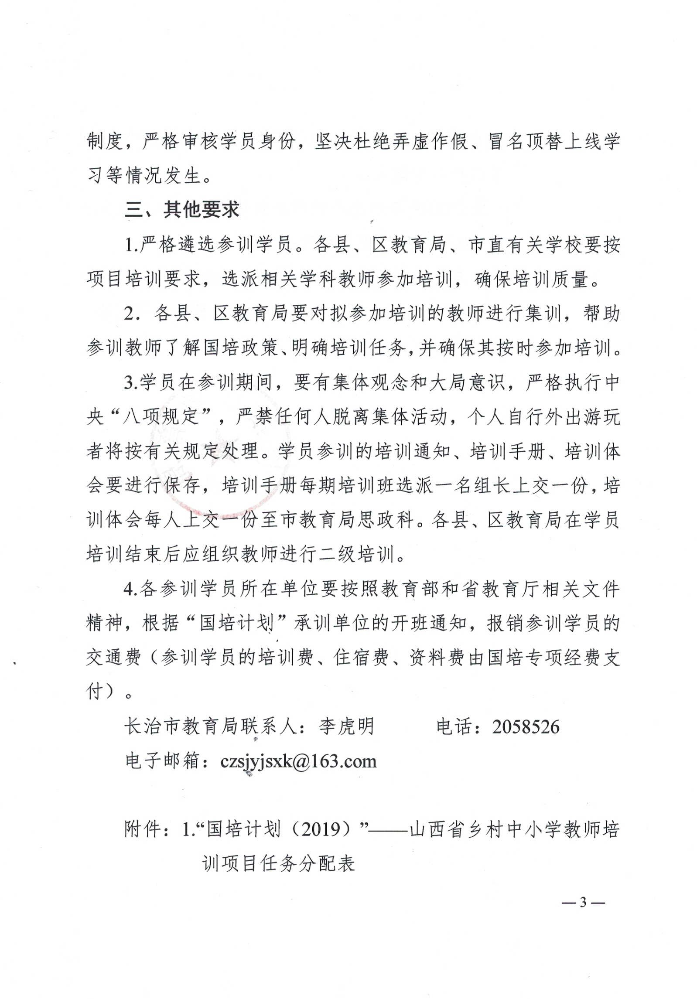 制度，严格审核学员身份，坚决杜绝弄虚作假、冒名顶替上线学
习等情况发生。
三、其他要求
1.严格遴选参训学员。各县、区教育局、市直有关学校要按
项目培训要求，选派相关学科教师参加培训，确保培训质量。
2. 各县、区教育局要对拟参加培训的教师进行集训，帮助
参训教师了解国培政策、明确培训任务，并确保其按时参加培训。
3.学员在参训期间，要有集体观念和大局意识，严格执行中
央“八项规定”，严禁任何人脱离集体活动，个人自行外出游玩
者将按有关规定处理。学员参训的培训通知、培训手册、培训体
会要进行保存，培训手册每期培训班选派一名组长上交一份，培
训体会每人上交一份至市教育局思政科。各县、区教育局在学员
培训结束后应组织教师进行二级培训。
4.各参训学员所在单位要按照教育部和省教育厅相关文件
精神，根据“国培计划”承训单位的开班通知，报销参训学员的
交通费（参训学员的培训费、住宿费、资料费由国培专项经费支
付）。
长治市教育局联系人：李虎明 电话：2058526
电子邮箱：czsjyjsxk@163.com
附件：1.“国培计划（2019）”——山西省乡村中小学教师培
训项目任务分配表
— 3 —